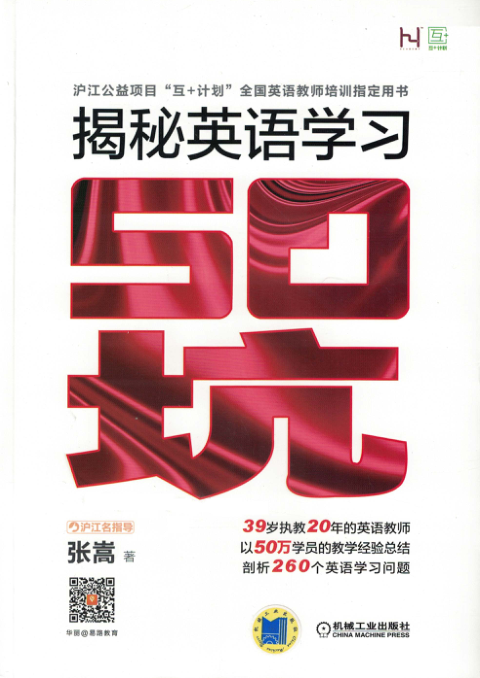 互+
互+计划
沪江公益项目“互+计划”全国英语教师培训指定用书
揭秘英语学习
50
坑
沪江名指导
39岁执教20年的英语教师
张嵩 著
以50万学员的教学经验总结
剖析260个英语学习问题
华丽@易路教育
机械工业出版社
CHINA MACHINE PRESS